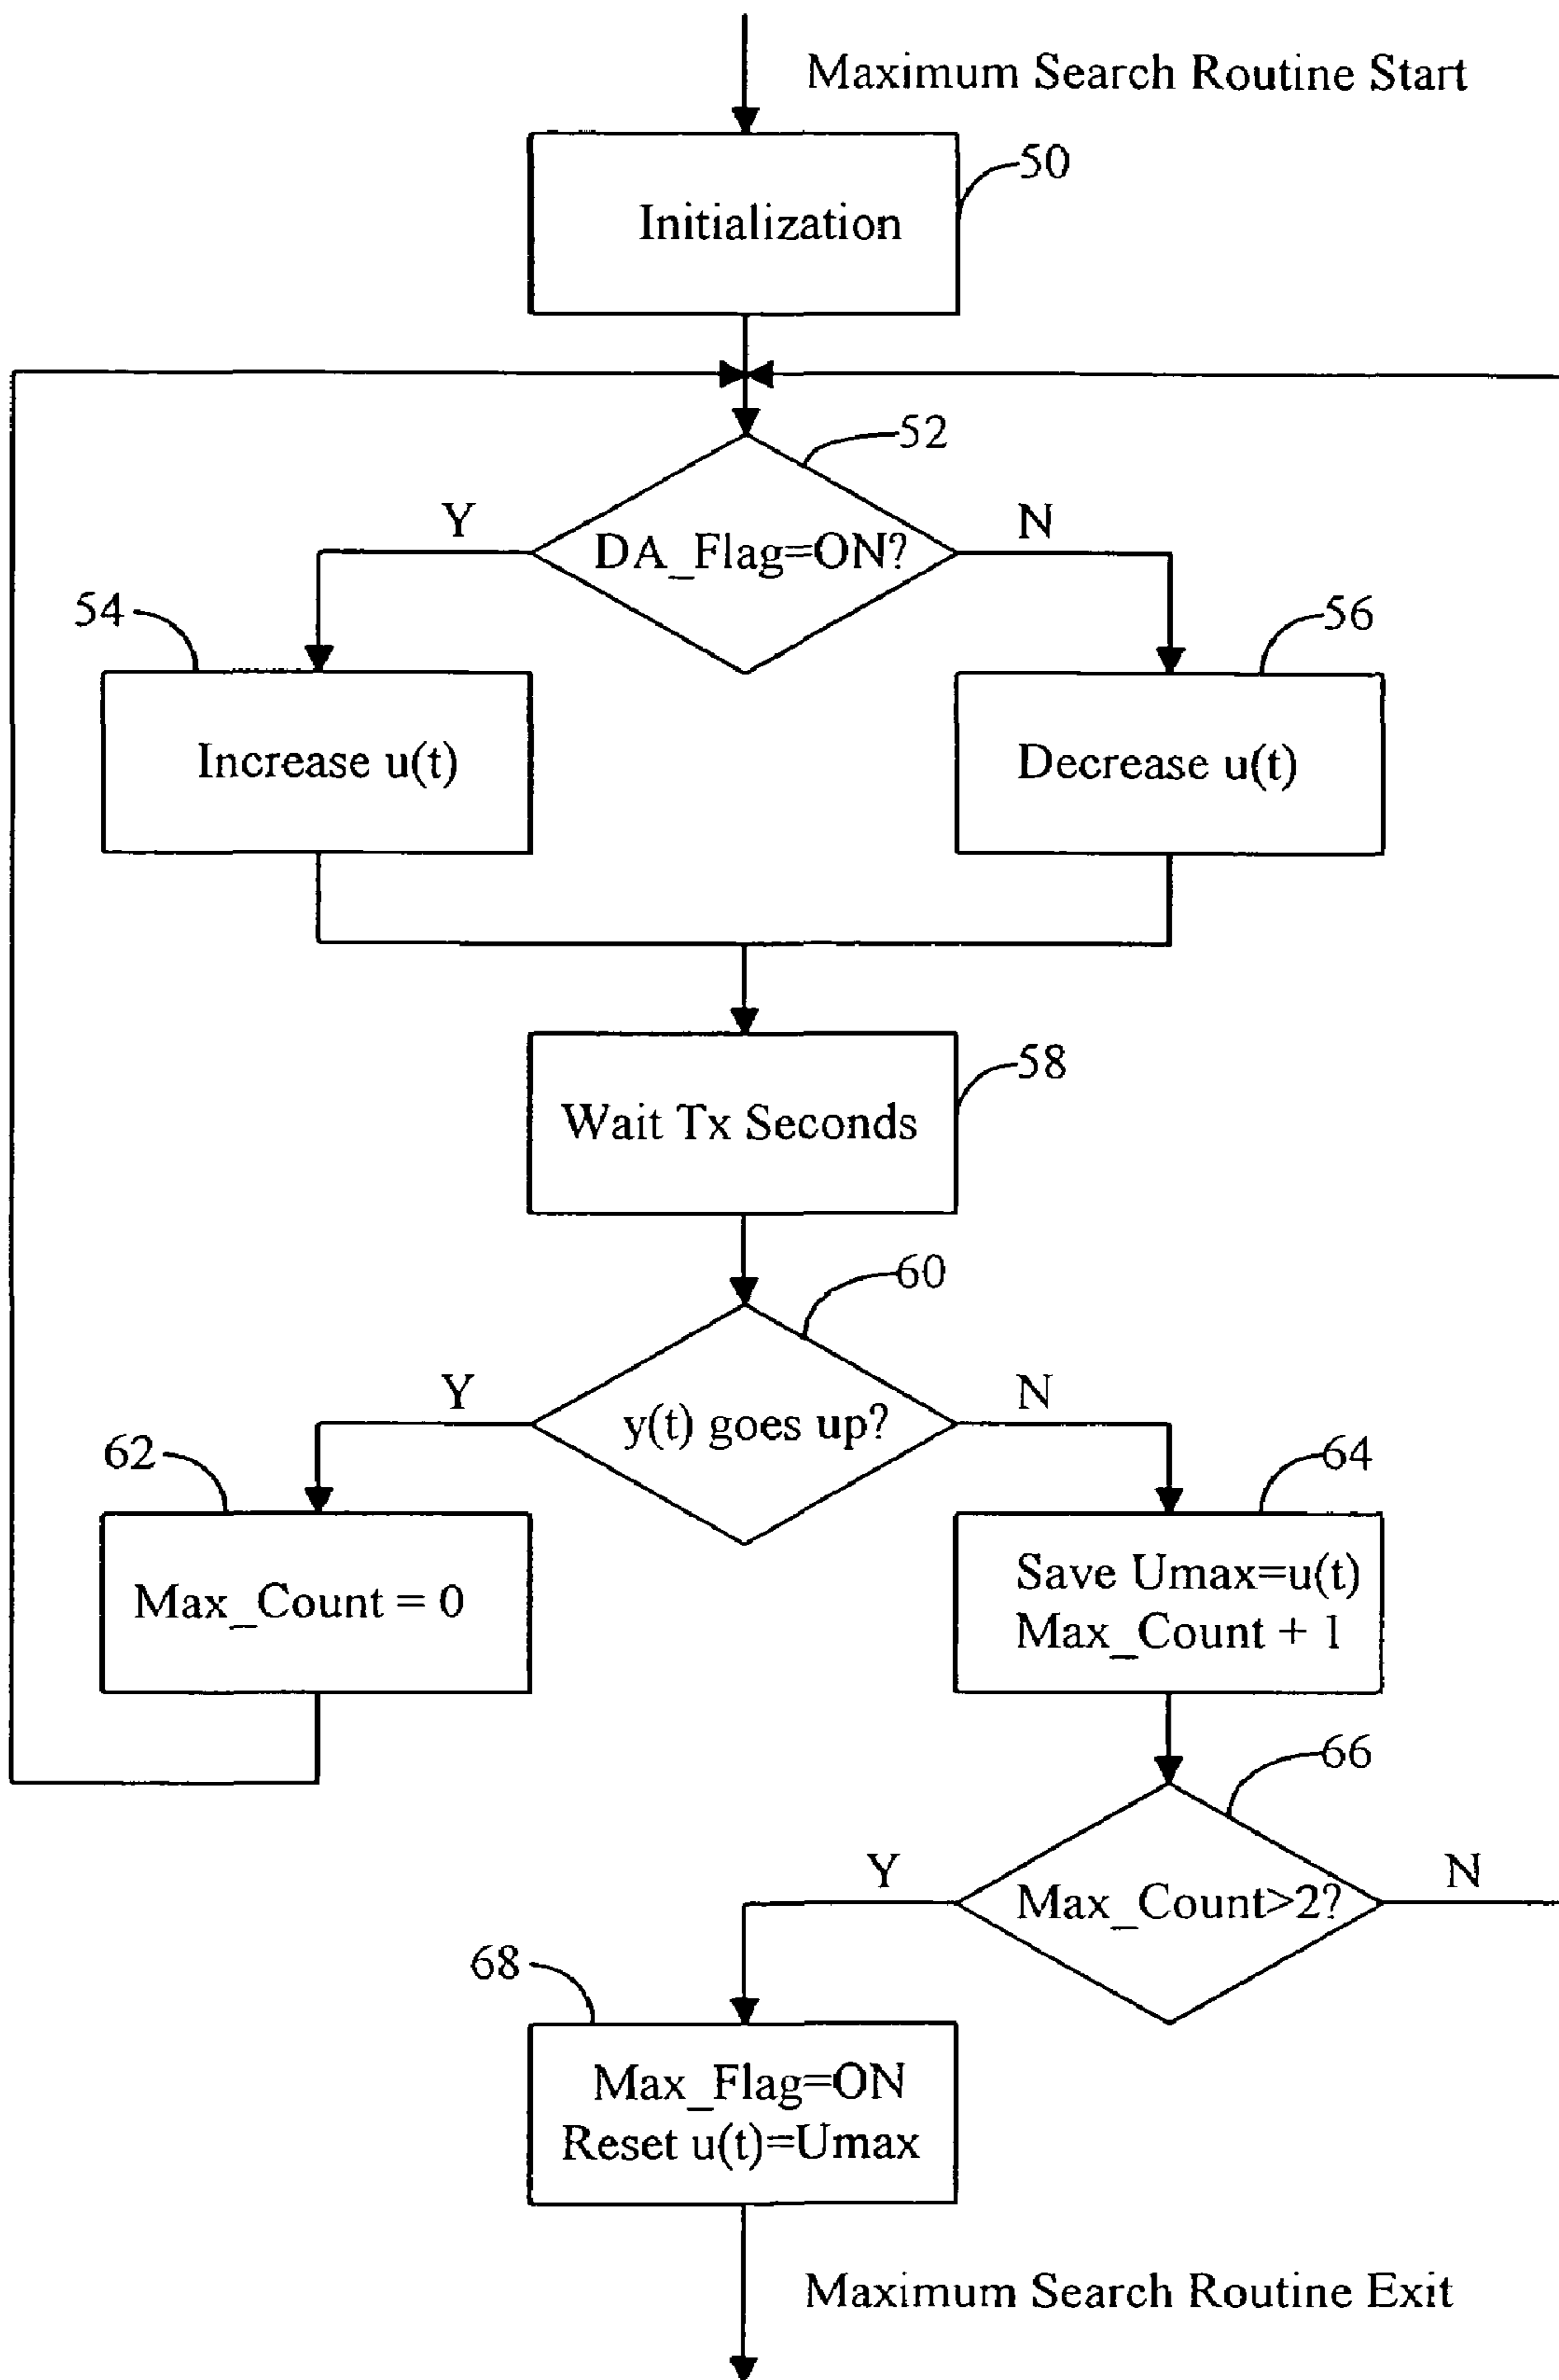 Maximum Search Routine Start
50
Initialization
52
Y
N
DA_Flag=ON?
54
56
Increase u(t)
Decrease u(t)
58
Wait Tx Seconds
60
Y
N
y(t) goes up?
62
64
Max_Count = 0
Save Umax=u(t)
Max_Count + 1
66
Y
N
Max_Count>2?
68
Max_Flag=ON
Reset u(t)=Umax
Maximum Search Routine Exit